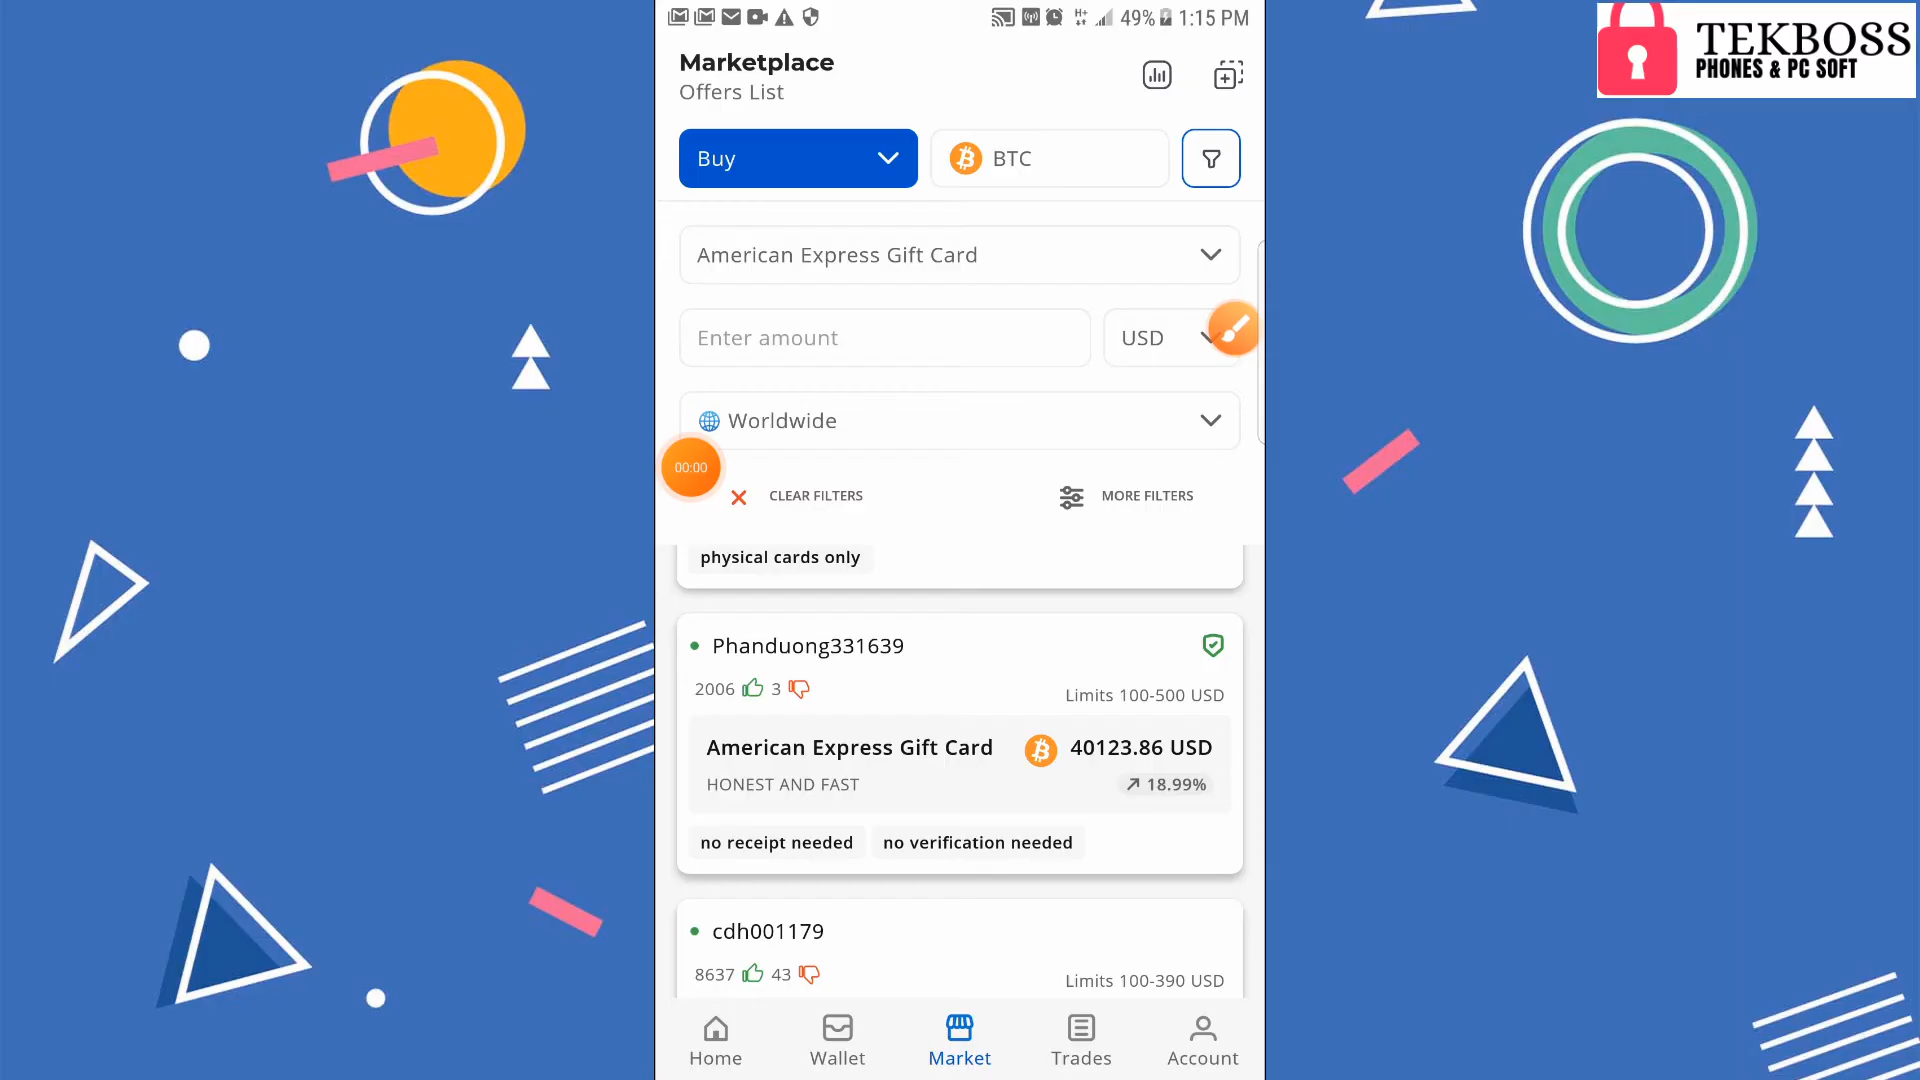 49% 1:15 PM
TEKBOSS
PHONES & PC SOFT
Marketplace
Offers List
Buy
BTC
American Express Gift Card
Enter amount
USD
Worldwide
00:00
CLEAR FILTERS
MORE FILTERS
physical cards only
Phanduong331639
2006 3
Limits 100-500 USD
American Express Gift Card
40123.86 USD
HONEST AND FAST
18.99%
no receipt needed
no verification needed
cdh001179
8637 43
Limits 100-390 USD
Home
Wallet
Market
Trades
Account